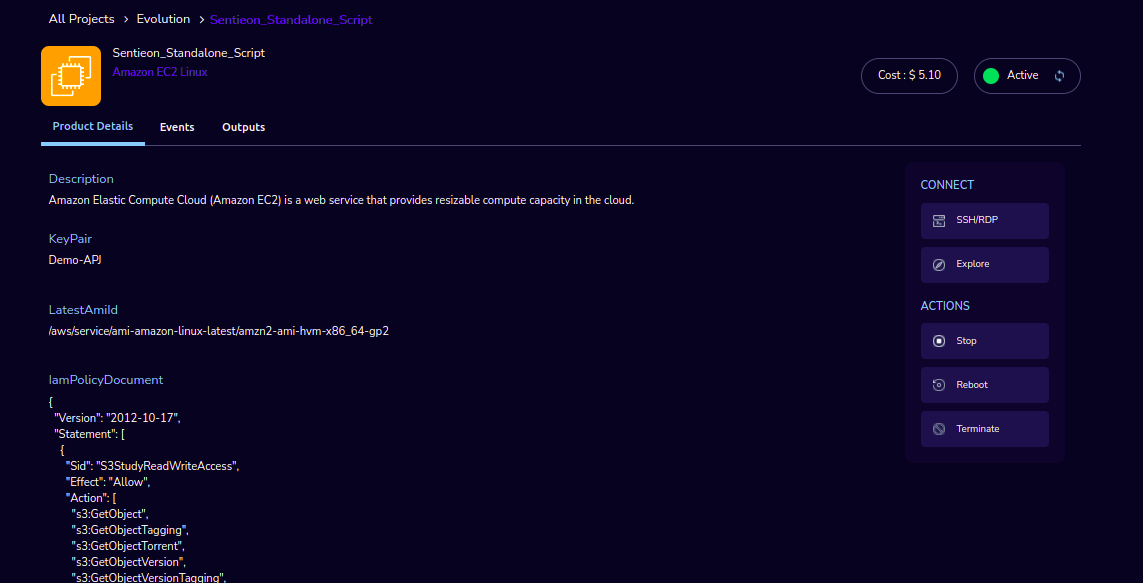 All Projects > Evolution > Sentieon_Standalone_Script
Sentieon_Standalone_Script
Amazon EC2 Linux
Cost : $ 5.10
Active
Product Details
Events
Outputs
Description
Amazon Elastic Compute Cloud (Amazon EC2) is a web service that provides resizable compute capacity in the cloud.
KeyPair
Demo-APJ
LatestAmiId
/aws/service/ami-amazon-linux-latest/amzn2-ami-hvm-x86_64-gp2
IamPolicyDocument
{
"Version": "2012-10-17",
"Statement": [
{
"Sid": "S3StudyReadWriteAccess",
"Effect": "Allow",
"Action": [
"s3:GetObject",
"s3:GetObjectTagging",
"s3:GetObjectTorrent",
"s3:GetObjectVersion",
"s3:GetObjectVersionTagging",
CONNECT
SSH/RDP
Explore
ACTIONS
Stop
Reboot
Terminate